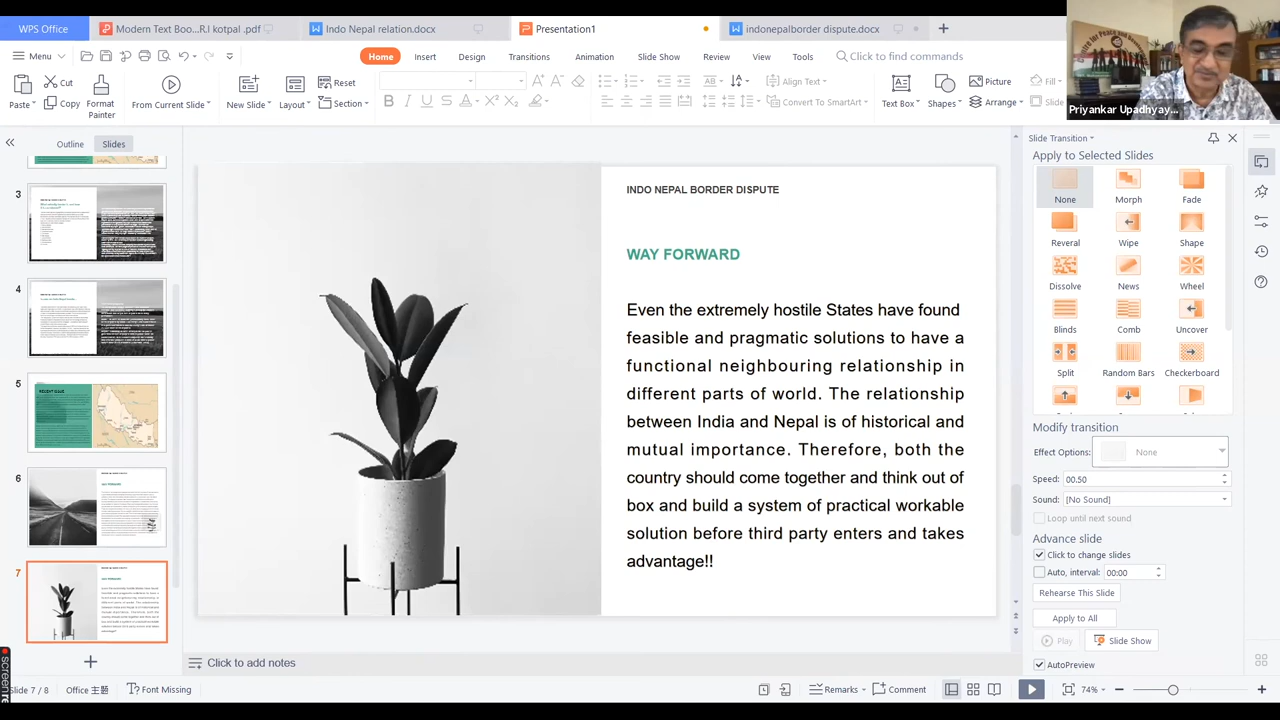 WPS Office
Modern Text Boo...R.l kotpal .pdf
Indo Nepal relation.docx
Presentation1
indonepalborder dispute.docx
Menu
Home
Insert
Design
Transitions
Animation
Slide Show
Review
View
Tools
Click to find commands
Cut
Copy
Format
Painter
From Current Slide
New Slide
Layout
Reset
Sections
B I U S
Align Text
Convert To SmartArt
Text Box
Shapes
Picture
Arrange
Fill
Priyankar Upadhyay...
Outline
Slides
3
4
5
RECENT ISSUE
6
7
INDO NEPAL BORDER DISPUTE
WAY FORWARD
Even the extremely hostile States have found
feasible and pragmatic solutions to have a
functional neighbouring relationship in
different parts of world. The relationship
between India and Nepal is of historical and
mutual importance. Therefore, both the
country should come together and think out of
box and build a system of practical workable
solution before third party enters and takes
advantage!!
Slide Transition
Apply to Selected Slides
None
Morph
Fade
Reveral
Wipe
Shape
Dissolve
News
Wheel
Blinds
Comb
Uncover
Split
Random Bars
Checkerboard
Modify transition
Effect Options:
None
Speed:
00.50
Sound:
[No Sound]
Loop until next sound
Advance slide
Click to change slides
Auto, interval:
00:00
Rehearse This Slide
Apply to All
Play
Slide Show
AutoPreview
Click to add notes
Slide 7 / 8
Office 主题
Font Missing
Remarks
Comment
74%